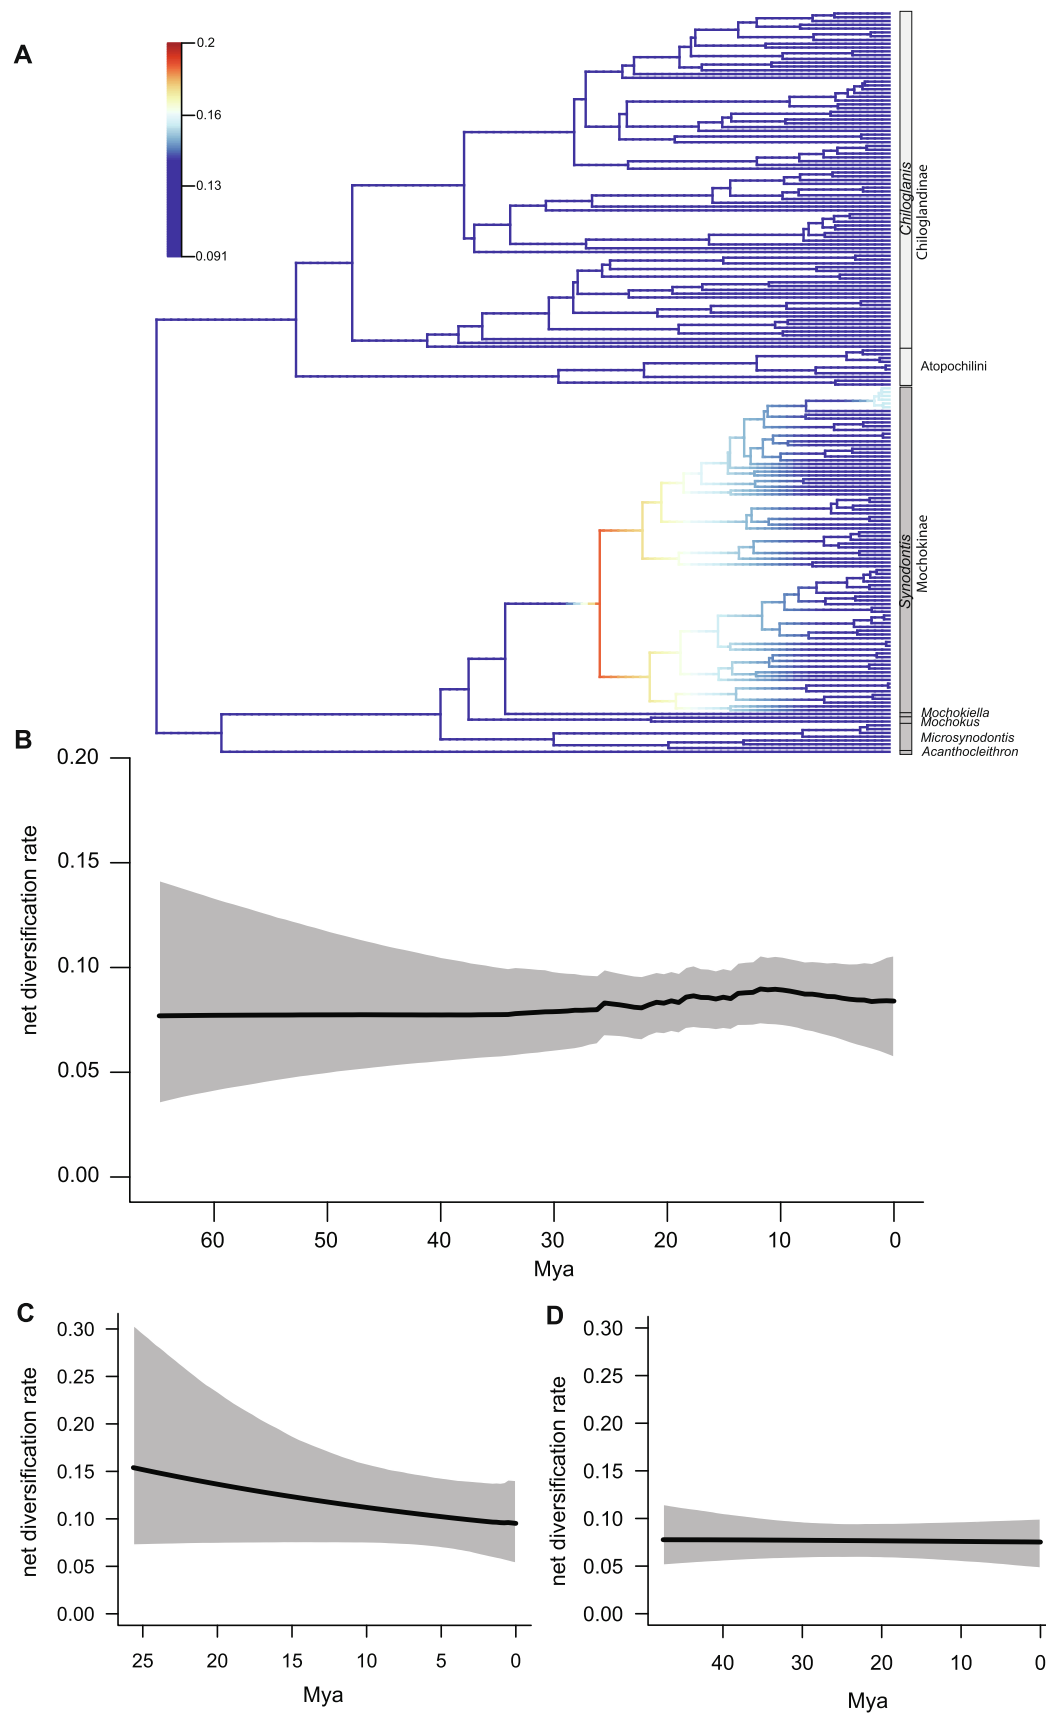 A
0.2
0.16
0.13
0.091
Chiloglanis
Chiloglandinae
Atopochilini
Synodontis
Mochokinae
Mochokiella
Mochokus
Microsynodontis
Acanthocleithron
B
0.20
0.15
0.10
0.05
0.00
net diversification rate
60 50 40 30 20 10 0
Mya
C
0.30
0.25
0.20
0.15
0.10
0.05
0.00
net diversification rate
25 20 15 10 5 0
Mya
D
0.30
0.25
0.20
0.15
0.10
0.05
0.00
net diversification rate
40 30 20 10 0
Mya